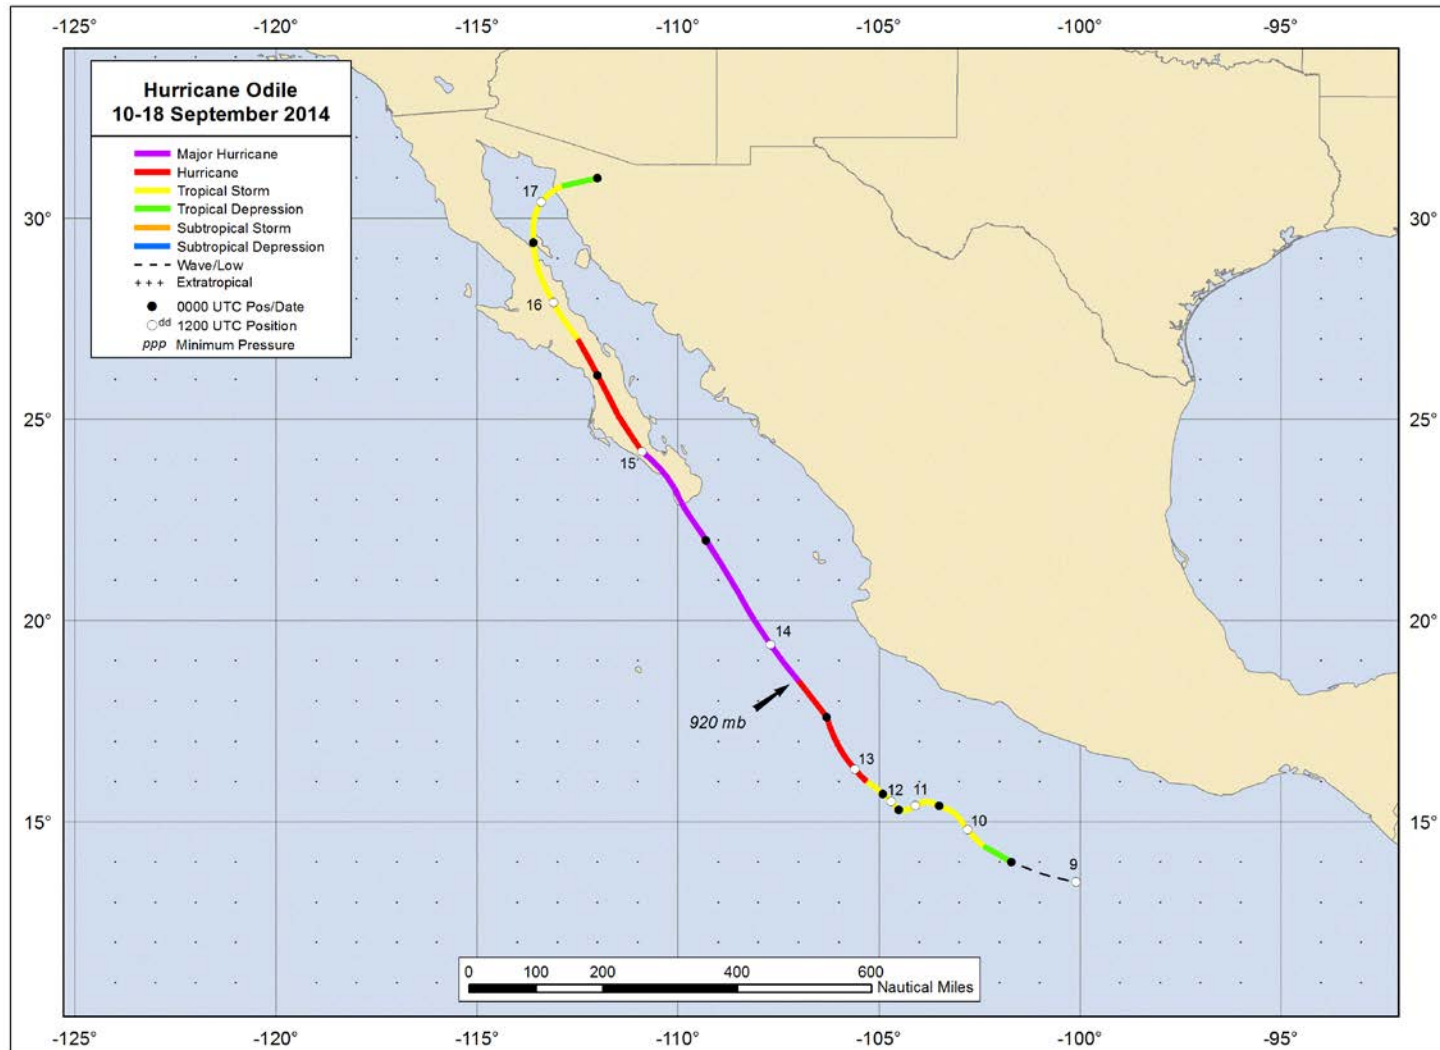 -125° -120° -115° -110° -105° -100° -95°
Hurricane Odile
10-18 September 2014
Major Hurricane
Hurricane
Tropical Storm
Tropical Depression
Subtropical Storm
Subtropical Depression
Wave/Low
+++ Extratropical
0000 UTC Pos/Date
dd 1200 UTC Position
ppp Minimum Pressure
17
30° 30°
16
25° 25°
15
20° 14 20°
920 mb
13
12 11
15° 10 15°
9
0 100 200 400 600
Nautical Miles
-125° -120° -115° -110° -105° -100° -95°